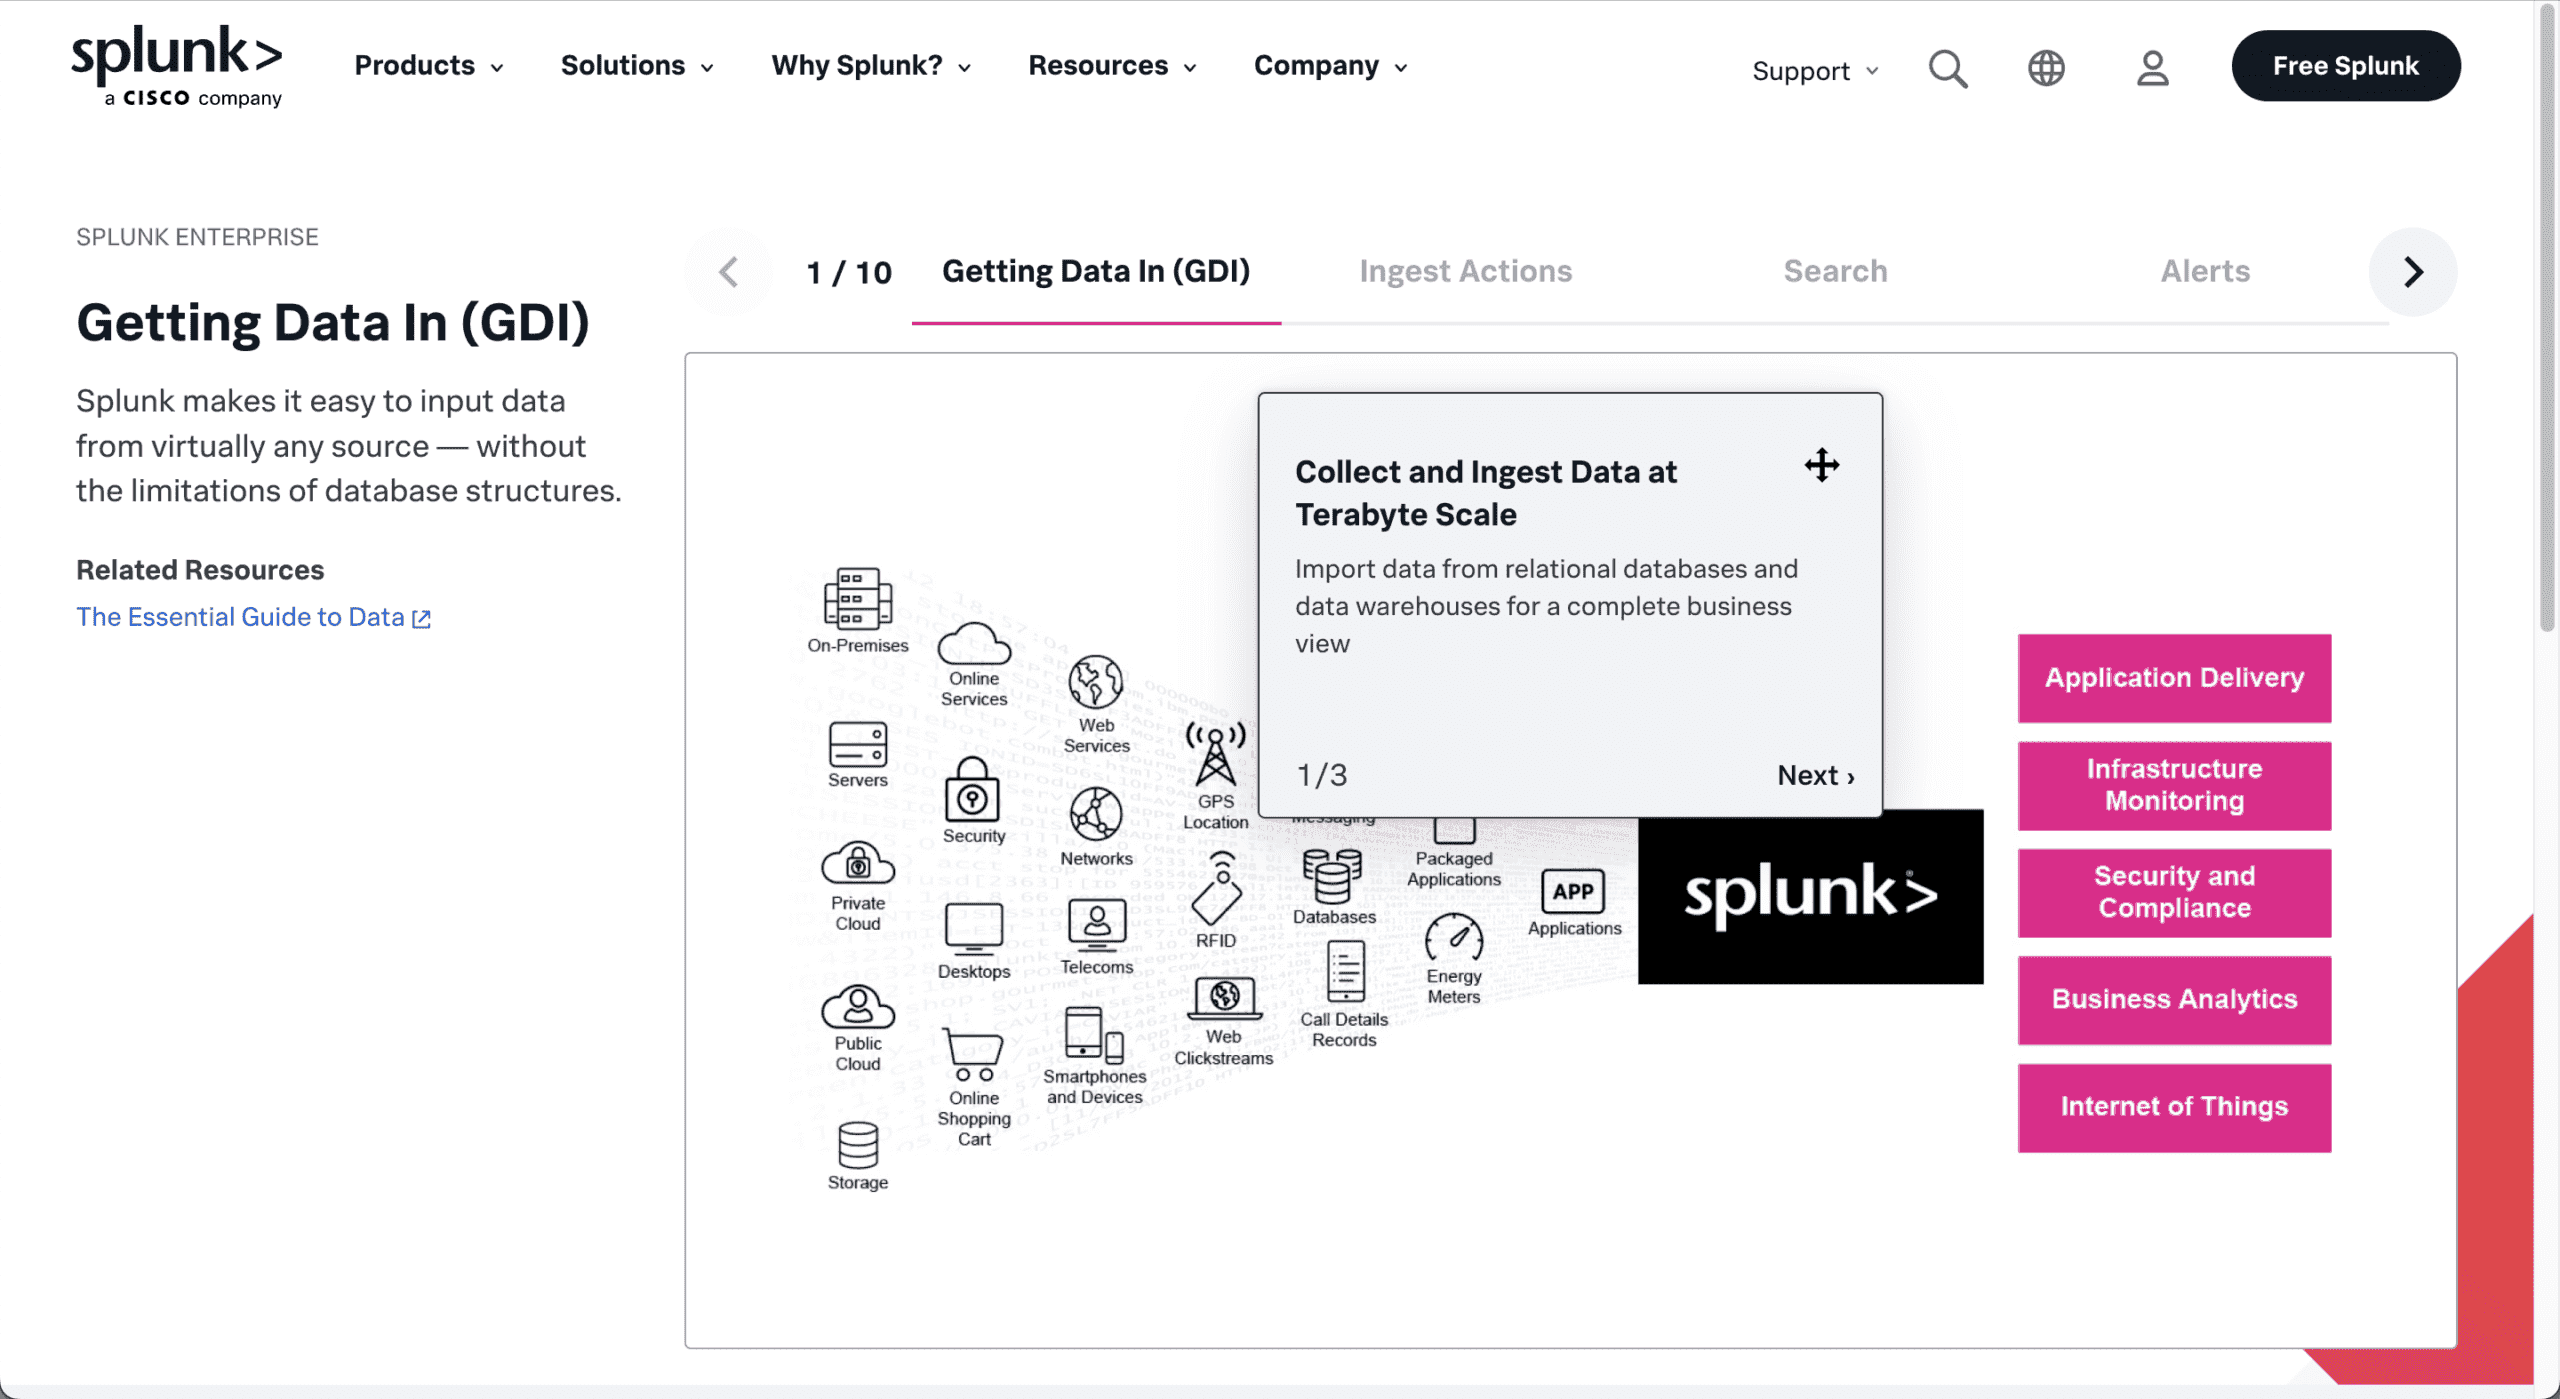 splunk>
a CISCO company
Products
Solutions
Why Splunk?
Resources
Company
Support
Free Splunk
SPLUNK ENTERPRISE
Getting Data In (GDI)
Splunk makes it easy to input data
from virtually any source — without
the limitations of database structures.
Related Resources
The Essential Guide to Data
1 / 10
Getting Data In (GDI)
Ingest Actions
Search
Alerts
Collect and Ingest Data at
Terabyte Scale
Import data from relational databases and
data warehouses for a complete business
view
1/3
Next ›
On-Premises
Online
Services
Web
Services
Servers
Security
GPS
Location
Networks
Messaging
Private
Cloud
Desktops
Telecoms
RFID
Databases
Packaged
Applications
APP
Applications
Energy
Meters
Public
Cloud
Online
Shopping
Cart
Smartphones
and Devices
Web
Clickstreams
Call Details
Records
Storage
splunk>
Application Delivery
Infrastructure
Monitoring
Security and
Compliance
Business Analytics
Internet of Things